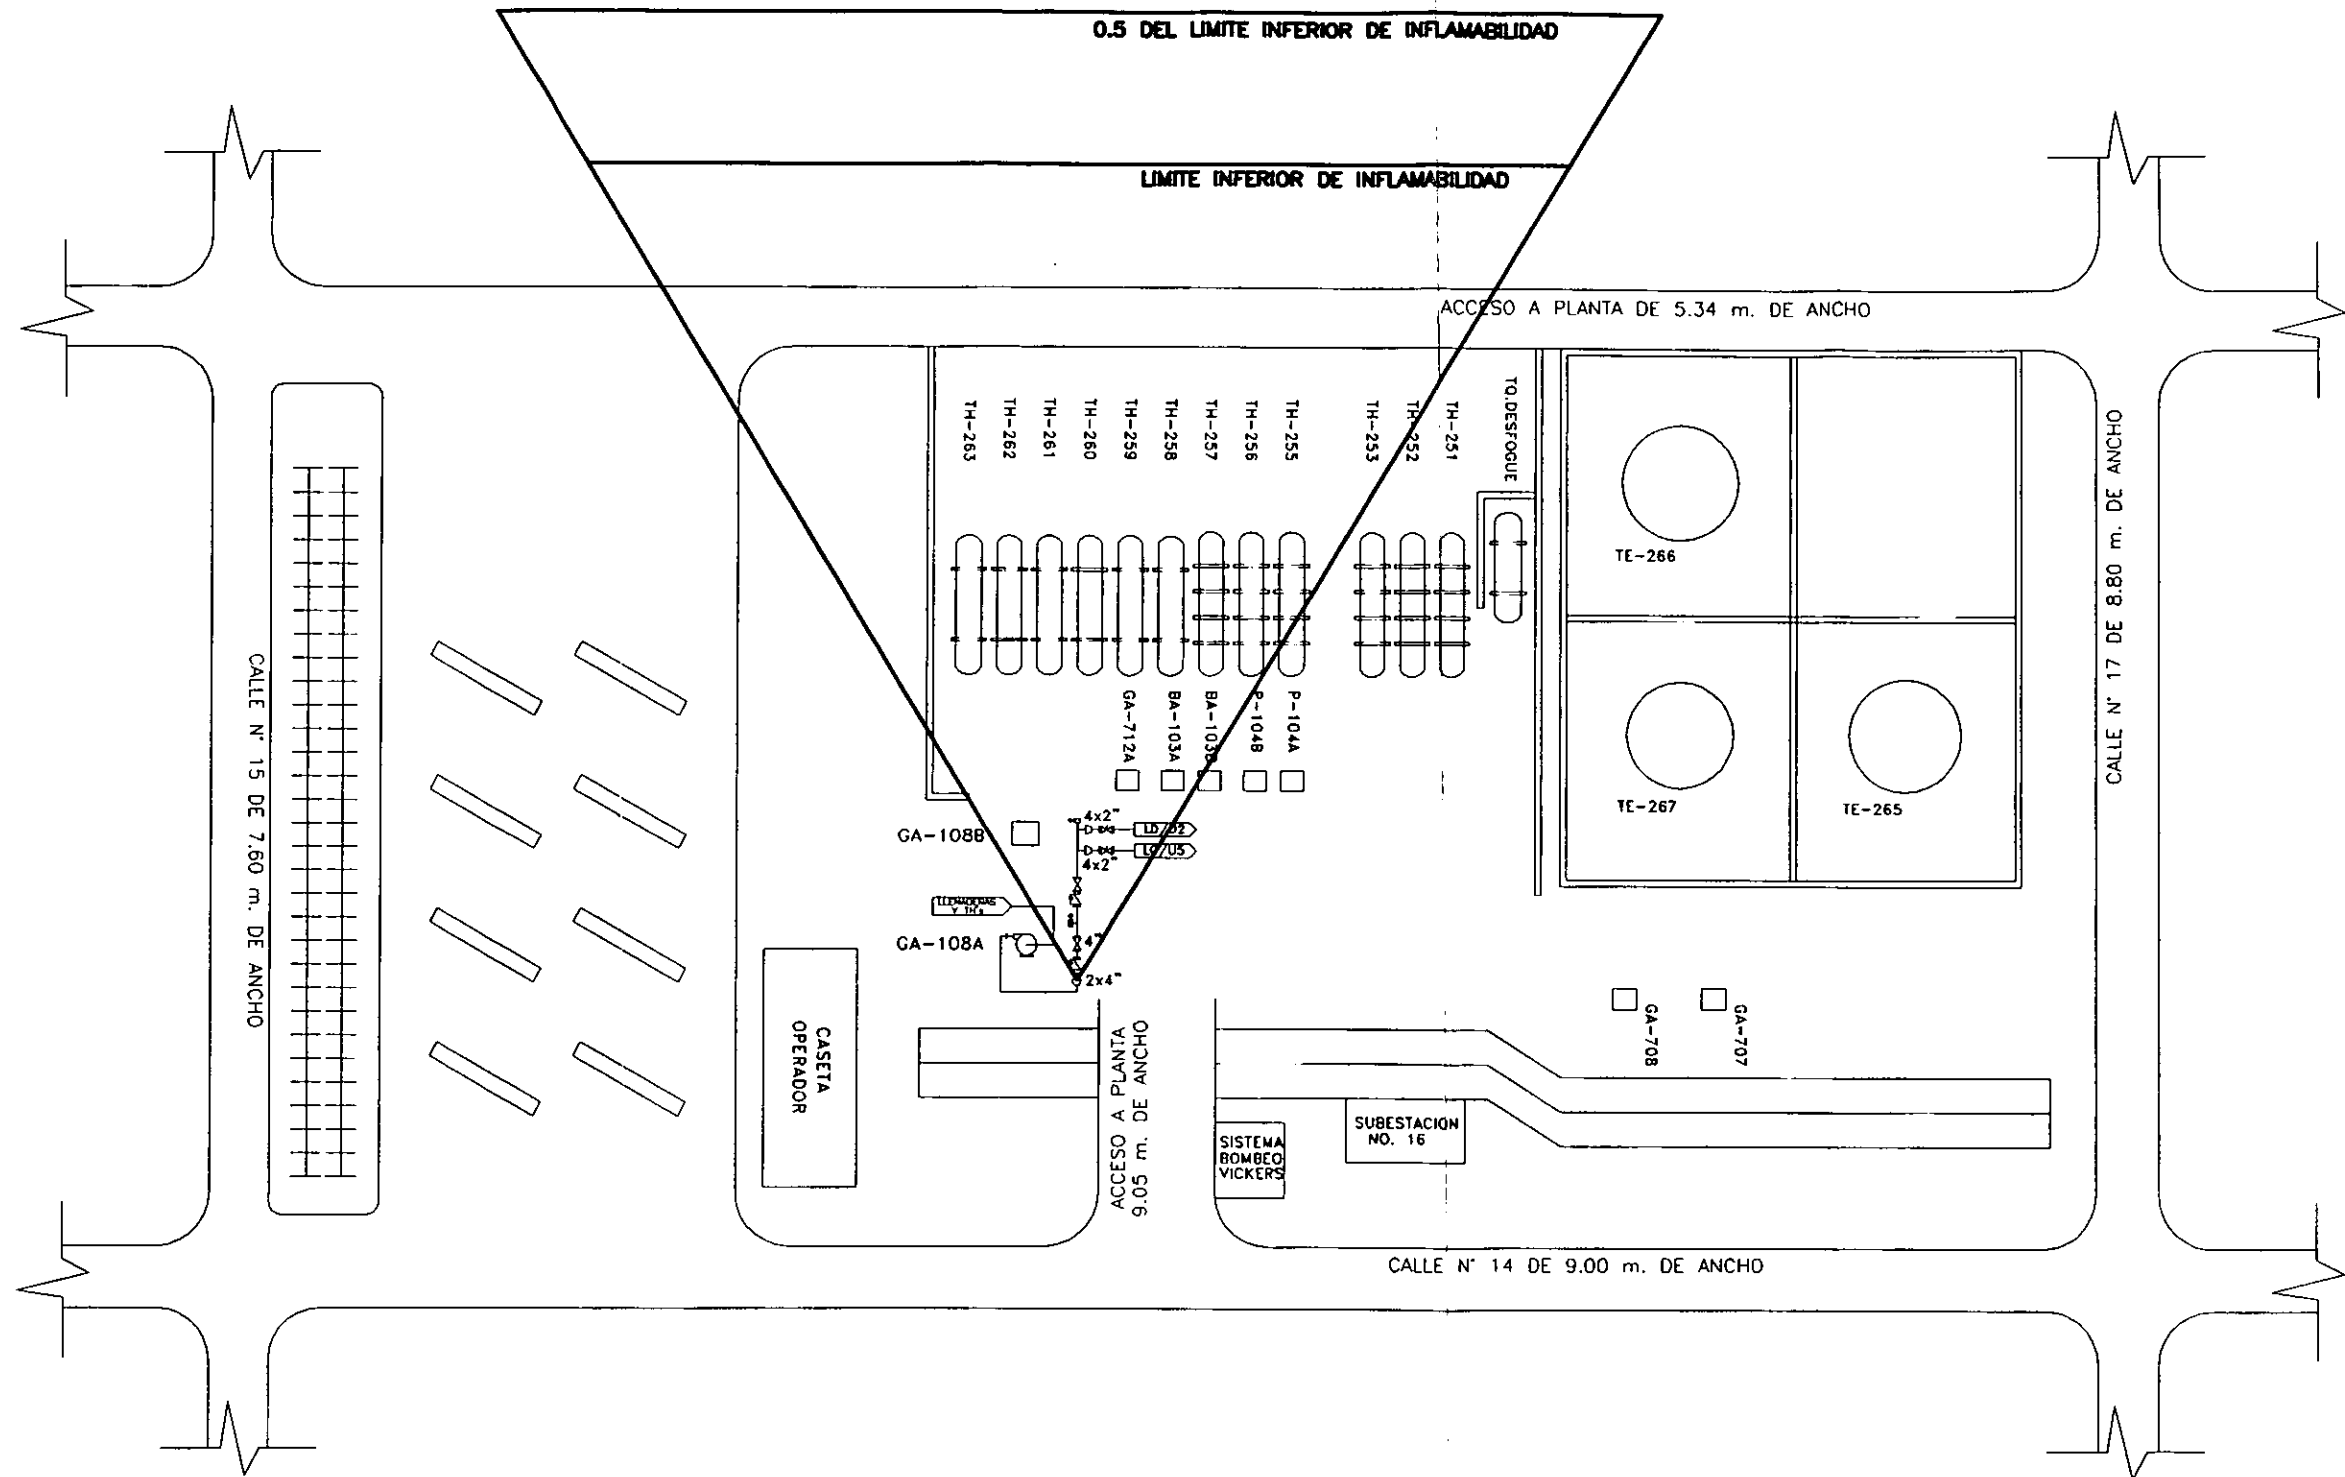 0.5 DEL LIMITE INFERIOR DE INFLAMABILIDAD
LIMITE INFERIOR DE INFLAMABILIDAD
ACCESO A PLANTA DE 5.34 m. DE ANCHO
TH-263
TH-262
TH-261
TH-260
TH-259
TH-258
TH-257
TH-256
TH-255
TH-253
TH-252
TH-251
TQ.DESFOGUE
TE-266
TE-267
TE-265
CALLE N° 17 DE 8.80 m. DE ANCHO
CALLE N° 15 DE 7.60 m. DE ANCHO
GA-712A
BA-103A
BA-103B
P-104B
P-104A
4x2"
4x2"
GA-108B
LLENADERAS
Y TH's
GA-108A
4"
2x4"
CASETA
OPERADOR
ACCESO A PLANTA
9.05 m. DE ANCHO
SISTEMA
BOMBEO
VICKERS
SUBESTACION
NO. 16
GA-708
GA-707
CALLE N° 14 DE 9.00 m. DE ANCHO